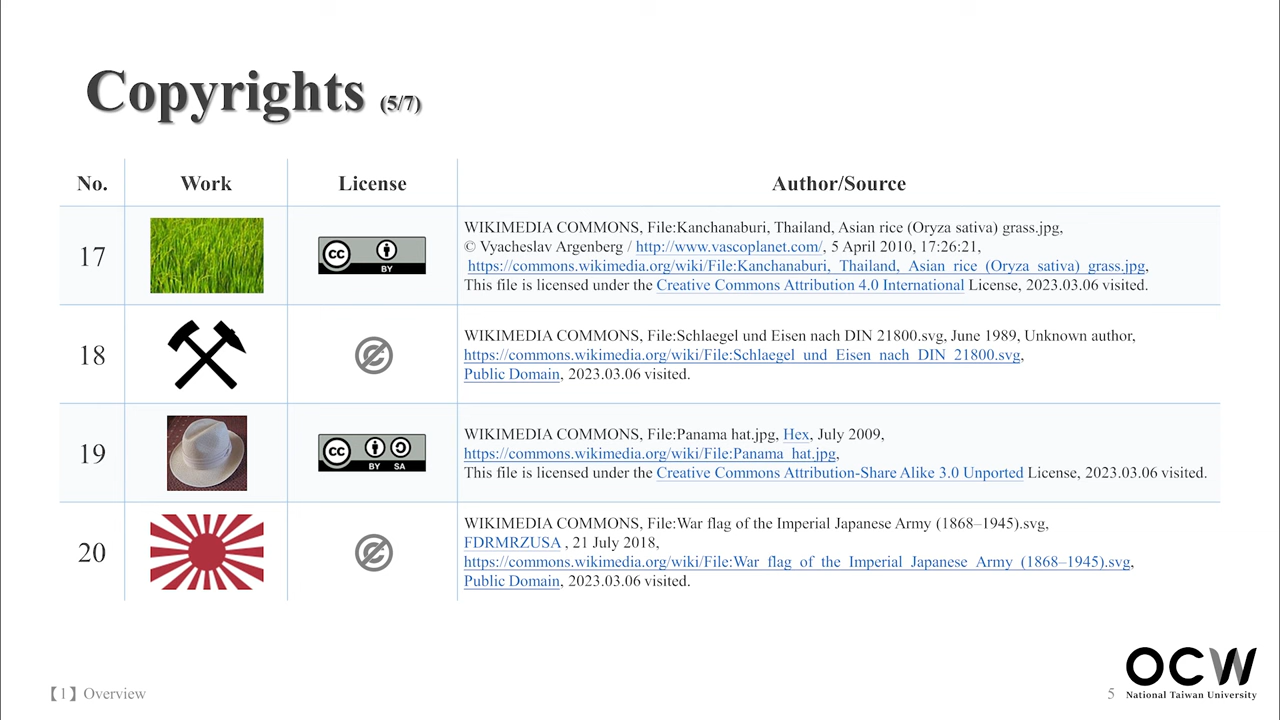 Copyrights (5/7)
No. Work License Author/Source
17
cc BY
WIKIMEDIA COMMONS, File:Kanchanaburi, Thailand, Asian rice (Oryza sativa) grass.jpg,
© Vyacheslav Argenberg / http://www.vascoplanet.com/, 5 April 2010, 17:26:21,
https://commons.wikimedia.org/wiki/File:Kanchanaburi,_Thailand,_Asian_rice_(Oryza_sativa)_grass.jpg,
This file is licensed under the Creative Commons Attribution 4.0 International License, 2023.03.06 visited.
18
WIKIMEDIA COMMONS, File:Schlaegel und Eisen nach DIN 21800.svg, June 1989, Unknown author,
https://commons.wikimedia.org/wiki/File:Schlaegel_und_Eisen_nach_DIN_21800.svg,
Public Domain, 2023.03.06 visited.
19
cc BY SA
WIKIMEDIA COMMONS, File:Panama hat.jpg, Hex, July 2009,
https://commons.wikimedia.org/wiki/File:Panama_hat.jpg,
This file is licensed under the Creative Commons Attribution-Share Alike 3.0 Unported License, 2023.03.06 visited.
20
WIKIMEDIA COMMONS, File:War flag of the Imperial Japanese Army (1868–1945).svg,
FDRMRZUSA , 21 July 2018,
https://commons.wikimedia.org/wiki/File:War_flag_of_the_Imperial_Japanese_Army_(1868–1945).svg,
Public Domain, 2023.03.06 visited.
【1】Overview
5
OCW
National Taiwan University